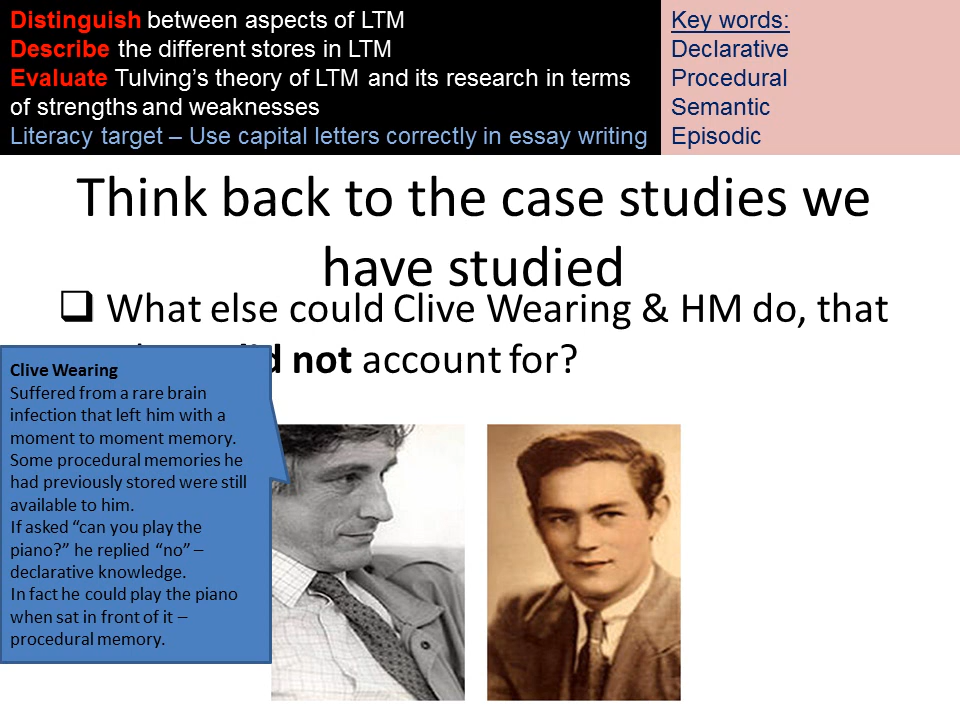 Distinguish between aspects of LTM
Describe the different stores in LTM
Evaluate Tulving’s theory of LTM and its research in terms
of strengths and weaknesses
Literacy target – Use capital letters correctly in essay writing
Key words:
Declarative
Procedural
Semantic
Episodic
Think back to the case studies we
have studied
❑ What else could Clive Wearing & HM do, that
not account for?
Clive Wearing
Suffered from a rare brain
infection that left him with a
moment to moment memory.
Some procedural memories he
had previously stored were still
available to him.
If asked “can you play the
piano?” he replied “no” –
declarative knowledge.
In fact he could play the piano
when sat in front of it –
procedural memory.